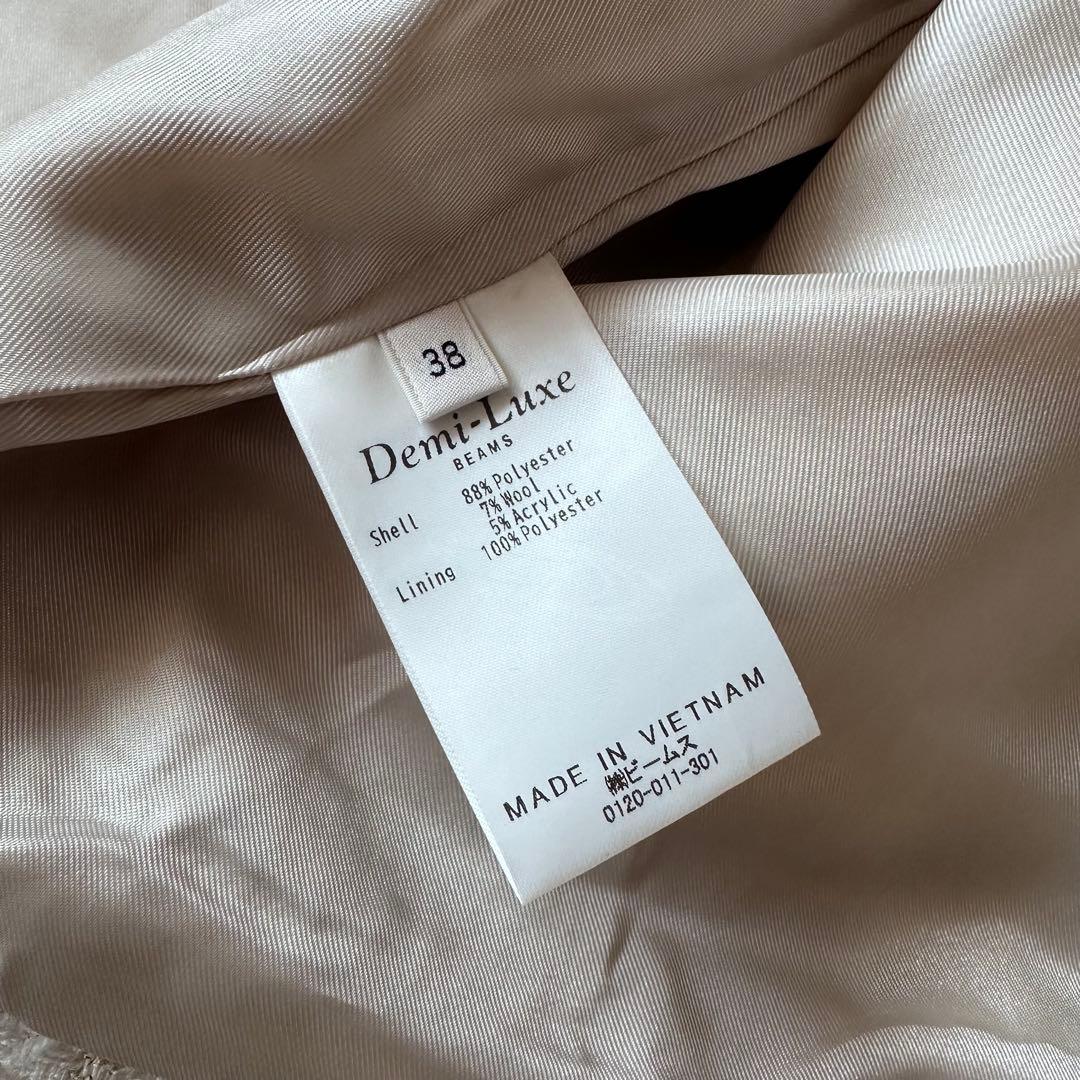 38
Demi-Luxe
BEAMS
Shell 88% Polyester
7% Wool
5% Acrylic
Lining 100% Polyester
MADE IN VIETNAM
㈱ビームス
0120-011-301